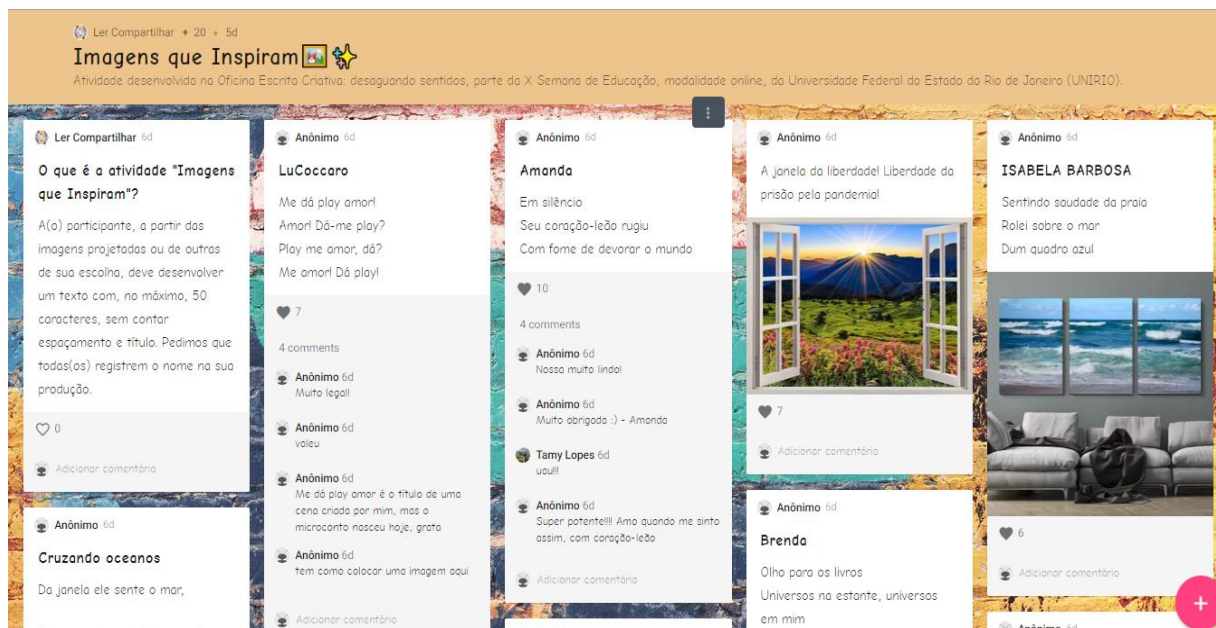 Ler Compartilhar + 20 • 5d
Imagens que Inspiram🖼️✨
Atividade desenvolvida na Oficina Escrita Criativa: desaguando sentidos, parte da X Semana de Educação, modalidade online, da Universidade Federal do Estado do Rio de Janeiro (UNIRIO).
Ler Compartilhar 6d
O que é a atividade "Imagens
que Inspiram"?
A(o) participante, a partir das
imagens projetadas ou de outras
de sua escolha, deve desenvolver
um texto com, no máximo, 50
caracteres, sem contar
espaçamento e título. Pedimos que
todas(os) registrem o nome na sua
produção.
0
Adicionar comentário
Anônimo 6d
Cruzando oceanos
Da janela ele sente o mar,
Anônimo 6d
LuCoccaro
Me dá play amor!
Amor! Dá-me play?
Play me amor, dá?
Me amor! Dá play!
7
4 comments
Anônimo 6d
Muito legal!
Anônimo 6d
valeu
Anônimo 6d
Me dá play amor é o título de uma
cena criada por mim, mas o
microconto nasceu hoje, grata
Anônimo 6d
tem como colocar uma imagem aqui
Adicionar comentário
Anônimo 6d
Amanda
Em silêncio
Seu coração-leão rugiu
Com fome de devorar o mundo
10
4 comments
Anônimo 6d
Nossa muito lindo!
Anônimo 6d
Muito obrigada :) - Amanda
Tamy Lopes 6d
uau!!!
Anônimo 6d
Super potente!!!! Amo quando me sinto
assim, com coração-leão
Adicionar comentário
Anônimo 6d
A janela da liberdade! Liberdade da
prisão pela pandemia!
7
Adicionar comentário
Anônimo 6d
Brenda
Olho para os livros
Universos na estante, universos
em mim
Anônimo 6d
ISABELA BARBOSA
Sentindo saudade da praia
Rolei sobre o mar
Dum quadro azul
6
Adicionar comentário
Anônimo 6d